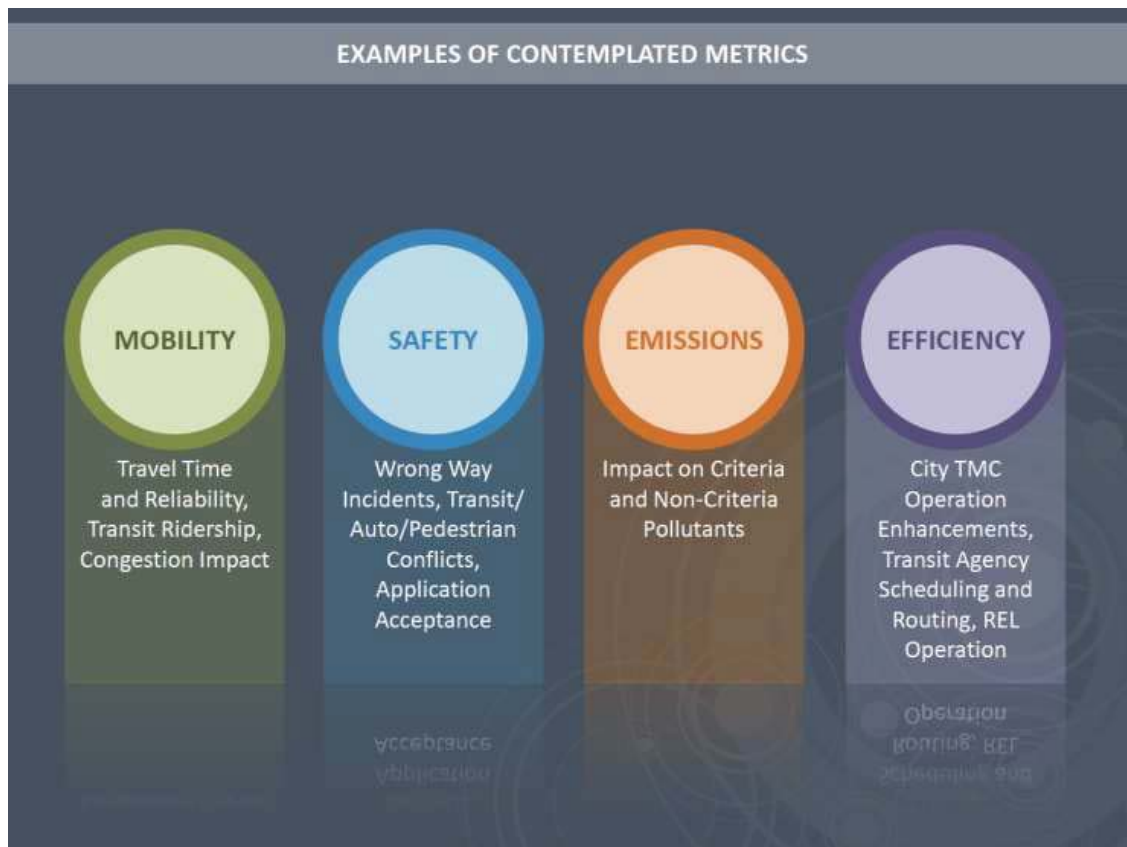 EXAMPLES OF CONTEMPLATED METRICS
MOBILITY
Travel Time
and Reliability,
Transit Ridership,
Congestion Impact
SAFETY
Wrong Way
Incidents, Transit/
Auto/Pedestrian
Conflicts,
Application
Acceptance
EMISSIONS
Impact on Criteria
and Non-Criteria
Pollutants
EFFICIENCY
City TMC
Operation
Enhancements,
Transit Agency
Scheduling and
Routing, REL
Operation